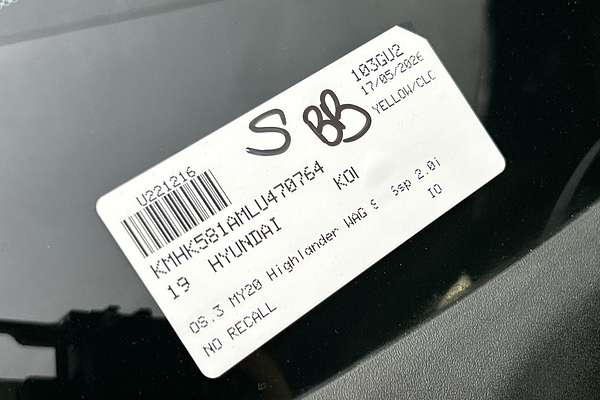 103GU2
17/05/2026
YELLOW/CLC
S BB
U221216
KMHK581AMLU470764
19 HYUNDAI KOI
OS.3 MY20 Highlander WAG S 5sp 2.0i
IO
NO RECALL